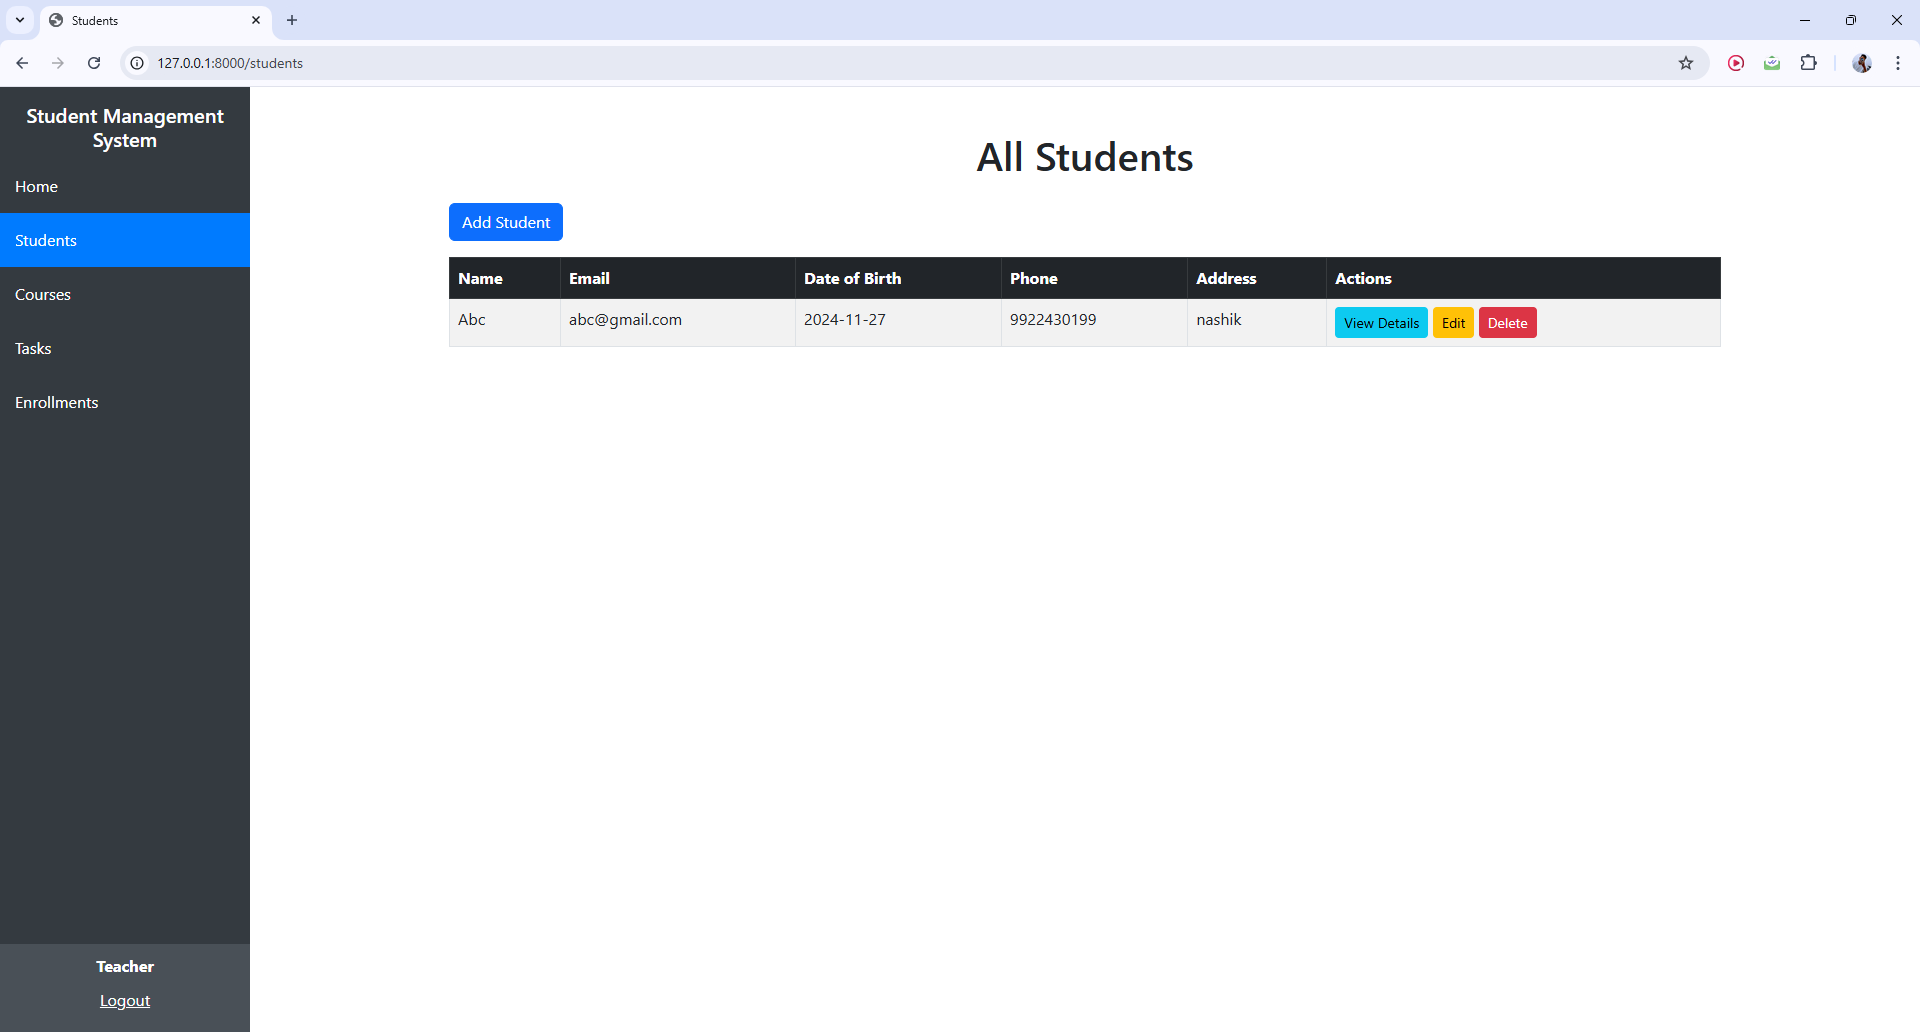 Students
127.0.0.1:8000/students
Student Management
System
Home
Students
Courses
Tasks
Enrollments
Teacher
Logout
All Students
Add Student
Name Email Date of Birth Phone Address Actions
Abc abc@gmail.com 2024-11-27 9922430199 nashik View Details Edit Delete